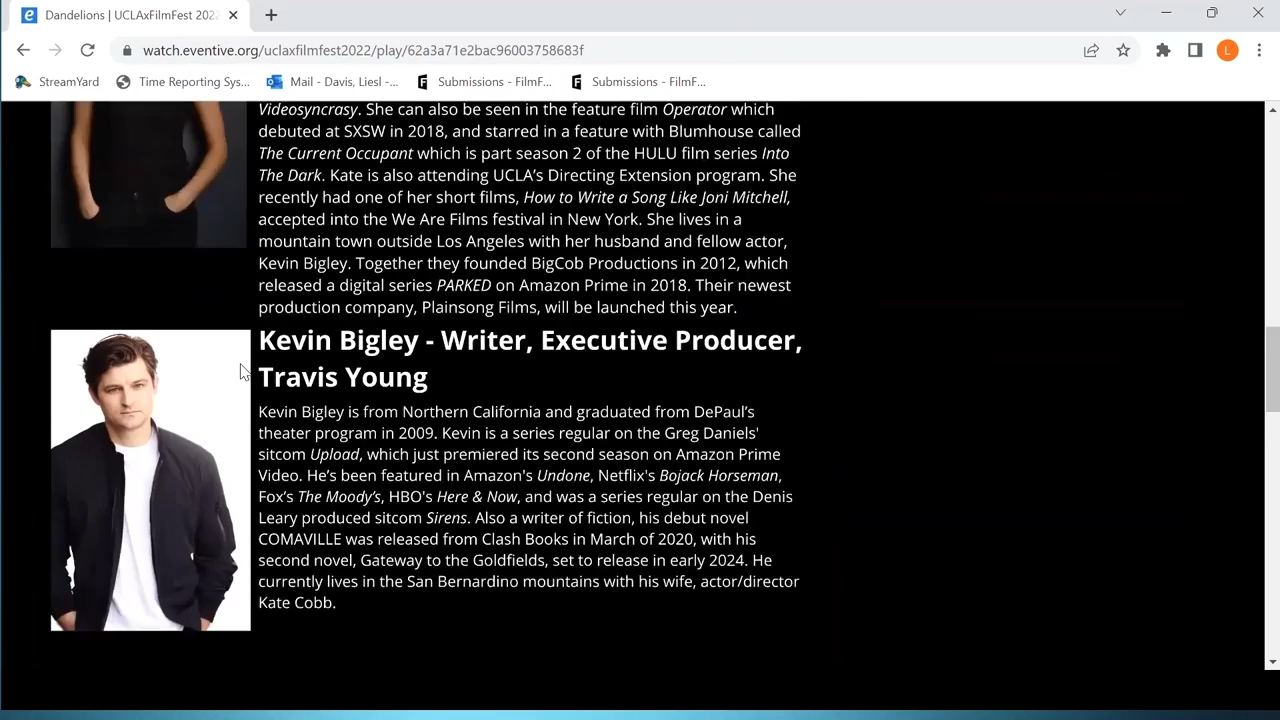 Dandelions | UCLAxFilmFest 202
watch.eventive.org/uclaxfilmfest2022/play/62a3a71e2bac96003758683f
L
StreamYard
Time Reporting Sys...
Mail - Davis, Liesl -...
Submissions - FilmF...
Submissions - FilmF...
Videosyncrasy. She can also be seen in the feature film Operator which
debuted at SXSW in 2018, and starred in a feature with Blumhouse called
The Current Occupant which is part season 2 of the HULU film series Into
The Dark. Kate is also attending UCLA’s Directing Extension program. She
recently had one of her short films, How to Write a Song Like Joni Mitchell,
accepted into the We Are Films festival in New York. She lives in a
mountain town outside Los Angeles with her husband and fellow actor,
Kevin Bigley. Together they founded BigCob Productions in 2012, which
released a digital series PARKED on Amazon Prime in 2018. Their newest
production company, Plainsong Films, will be launched this year.
Kevin Bigley - Writer, Executive Producer,
Travis Young
Kevin Bigley is from Northern California and graduated from DePaul’s
theater program in 2009. Kevin is a series regular on the Greg Daniels'
sitcom Upload, which just premiered its second season on Amazon Prime
Video. He’s been featured in Amazon's Undone, Netflix's Bojack Horseman,
Fox’s The Moody’s, HBO's Here & Now, and was a series regular on the Denis
Leary produced sitcom Sirens. Also a writer of fiction, his debut novel
COMAVILLE was released from Clash Books in March of 2020, with his
second novel, Gateway to the Goldfields, set to release in early 2024. He
currently lives in the San Bernardino mountains with his wife, actor/director
Kate Cobb.